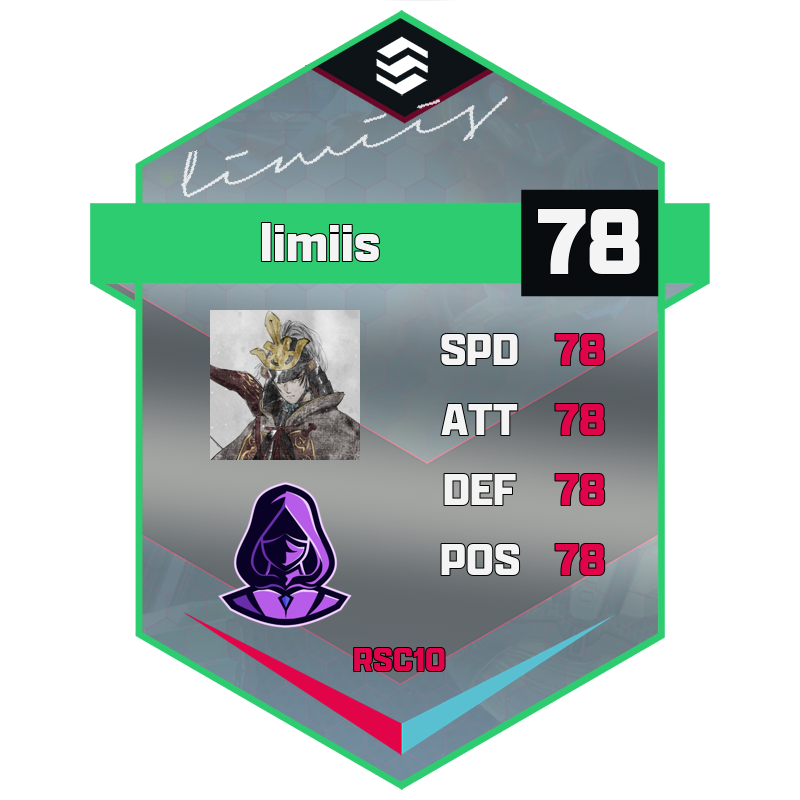 limiis
limiis 78
SPD 78
ATT 78
DEF 78
POS 78
RSC10